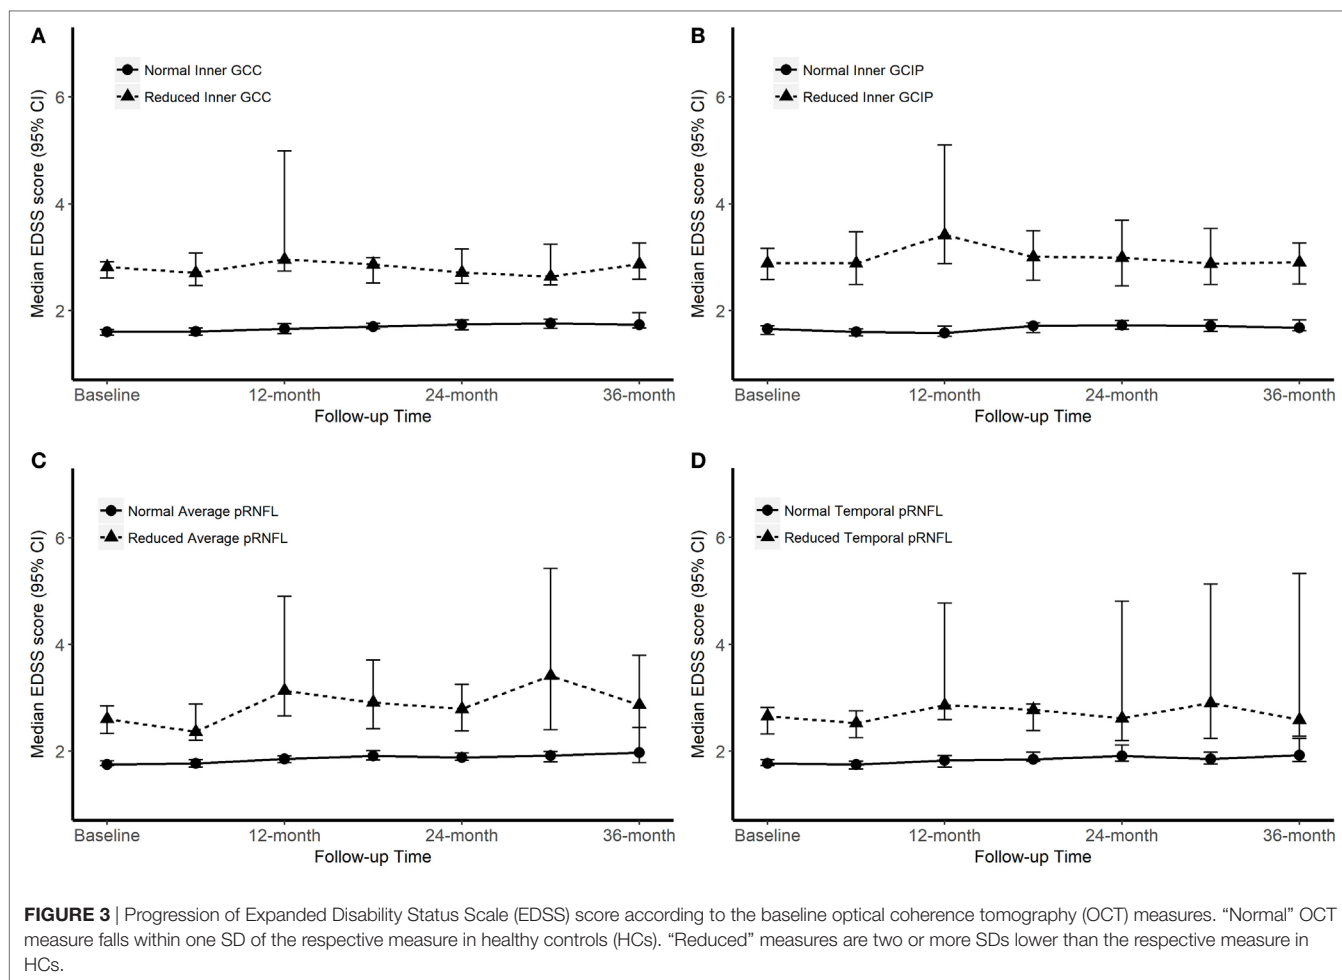 A
Normal Inner GCC
Reduced Inner GCC
Median EDSS score (95% CI)
6
4
2
Baseline 12-month 24-month 36-month
Follow-up Time
B
Normal Inner GCIP
Reduced Inner GCIP
Median EDSS score (95% CI)
6
4
2
Baseline 12-month 24-month 36-month
Follow-up Time
C
Normal Average pRNFL
Reduced Average pRNFL
Median EDSS score (95% CI)
6
4
2
Baseline 12-month 24-month 36-month
Follow-up Time
D
Normal Temporal pRNFL
Reduced Temporal pRNFL
Median EDSS score (95% CI)
6
4
2
Baseline 12-month 24-month 36-month
Follow-up Time
FIGURE 3 | Progression of Expanded Disability Status Scale (EDSS) score according to the baseline optical coherence tomography (OCT) measures. “Normal” OCT
measure falls within one SD of the respective measure in healthy controls (HCs). “Reduced” measures are two or more SDs lower than the respective measure in
HCs.